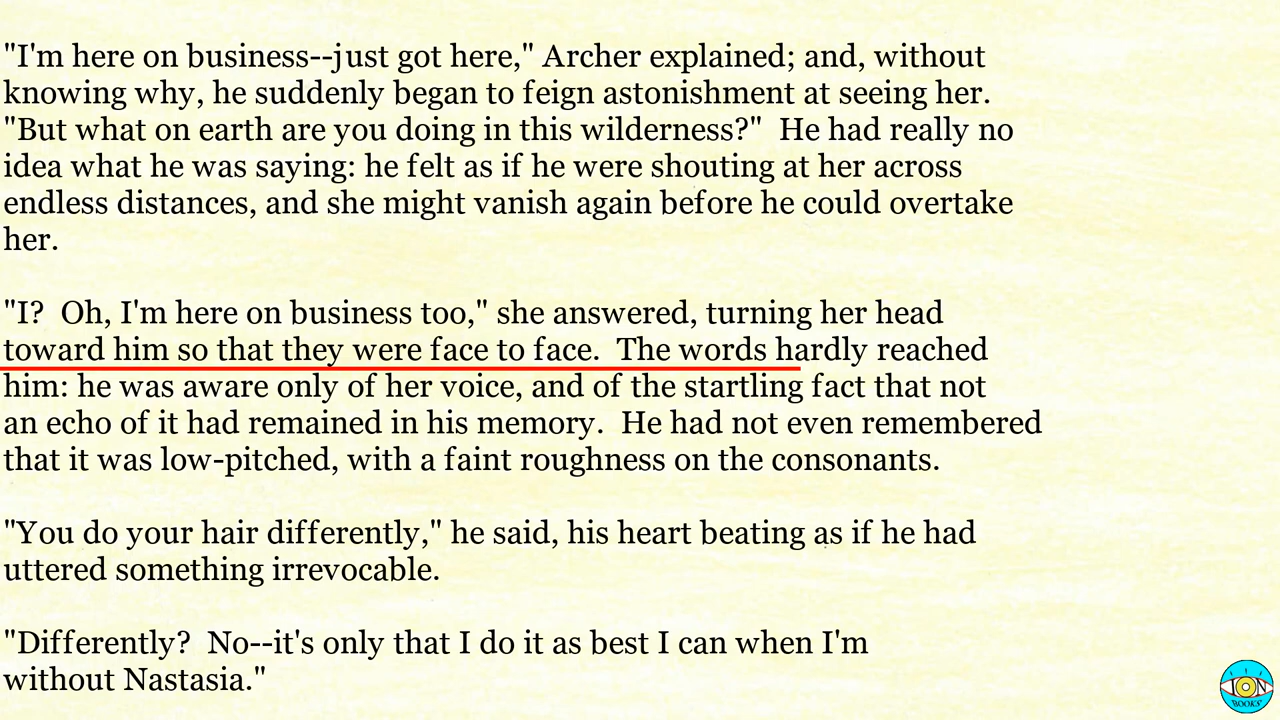 "I'm here on business--just got here," Archer explained; and, without
knowing why, he suddenly began to feign astonishment at seeing her.
"But what on earth are you doing in this wilderness?"  He had really no
idea what he was saying: he felt as if he were shouting at her across
endless distances, and she might vanish again before he could overtake
her.
"I?  Oh, I'm here on business too," she answered, turning her head
toward him so that they were face to face.  The words hardly reached
him: he was aware only of her voice, and of the startling fact that not
an echo of it had remained in his memory.  He had not even remembered
that it was low-pitched, with a faint roughness on the consonants.
"You do your hair differently," he said, his heart beating as if he had
uttered something irrevocable.
"Differently?  No--it's only that I do it as best I can when I'm
without Nastasia."
ION
BOOKS